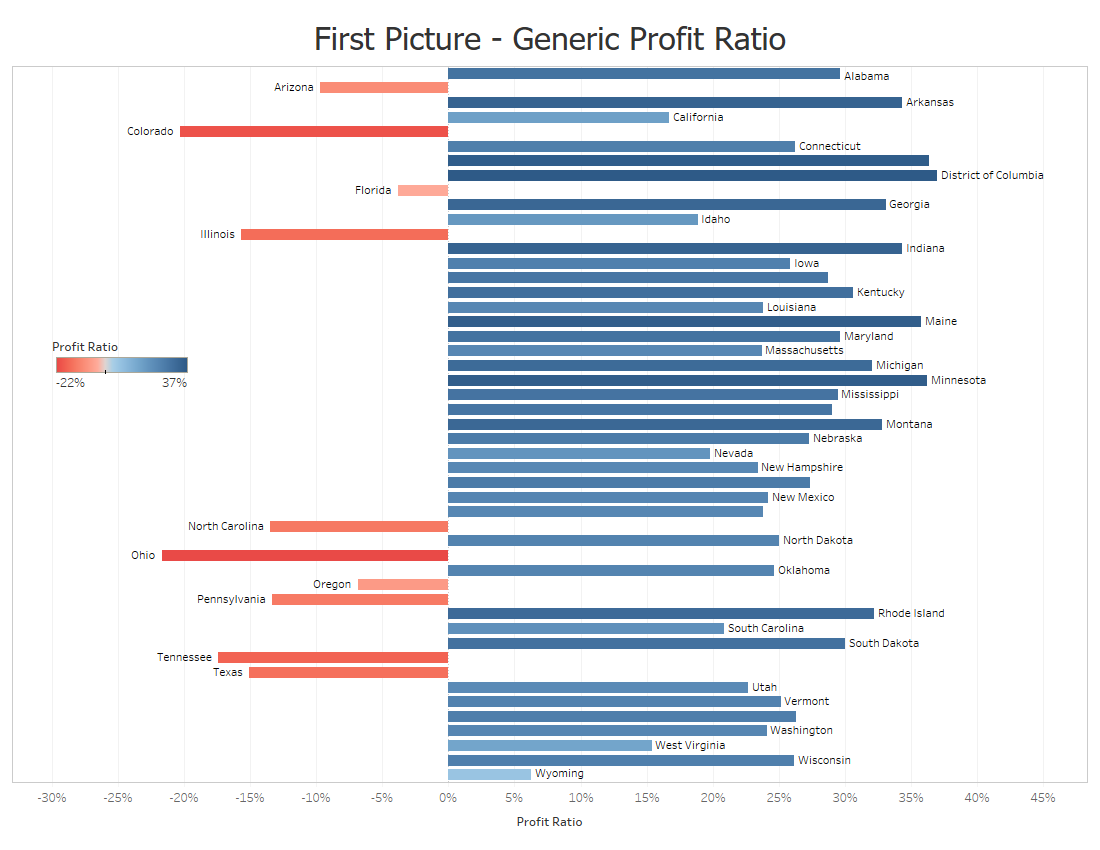 First Picture - Generic Profit Ratio
Alabama
Arizona
Arkansas
California
Colorado
Connecticut
District of Columbia
Florida
Georgia
Idaho
Illinois
Indiana
Iowa
Kentucky
Louisiana
Maine
Maryland
Profit Ratio
Massachusetts
Michigan
-22% 37%
Minnesota
Mississippi
Montana
Nebraska
Nevada
New Hampshire
New Mexico
North Carolina
North Dakota
Ohio
Oklahoma
Oregon
Pennsylvania
Rhode Island
South Carolina
South Dakota
Tennessee
Texas
Utah
Vermont
Washington
West Virginia
Wisconsin
Wyoming
-30% -25% -20% -15% -10% -5% 0% 5% 10% 15% 20% 25% 30% 35% 40% 45%
Profit Ratio